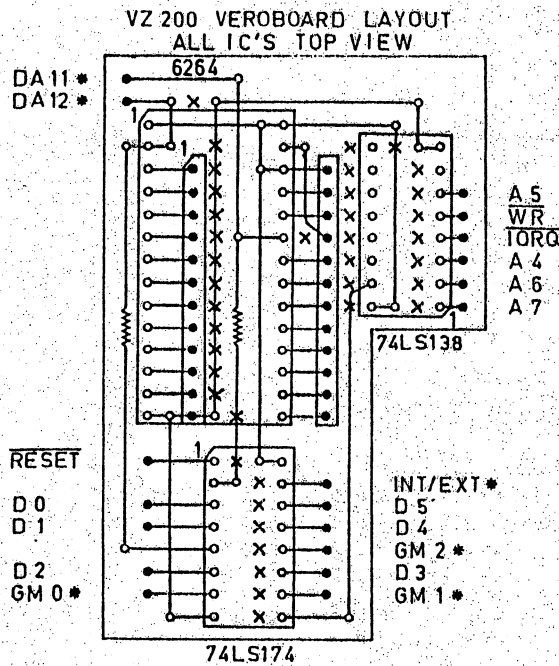 VZ 200 VEROBOARD LAYOUT
ALL IC'S TOP VIEW
6264
DA 11 *
DA 12 *
1
1
A 5
WR
IORQ
A 4
A 6
A 7
1
74LS138
RESET
1
D 0
D 1
D 2
GM 0 *
INT/EXT *
D 5
D 4
GM 2 *
D 3
GM 1 *
74LS174